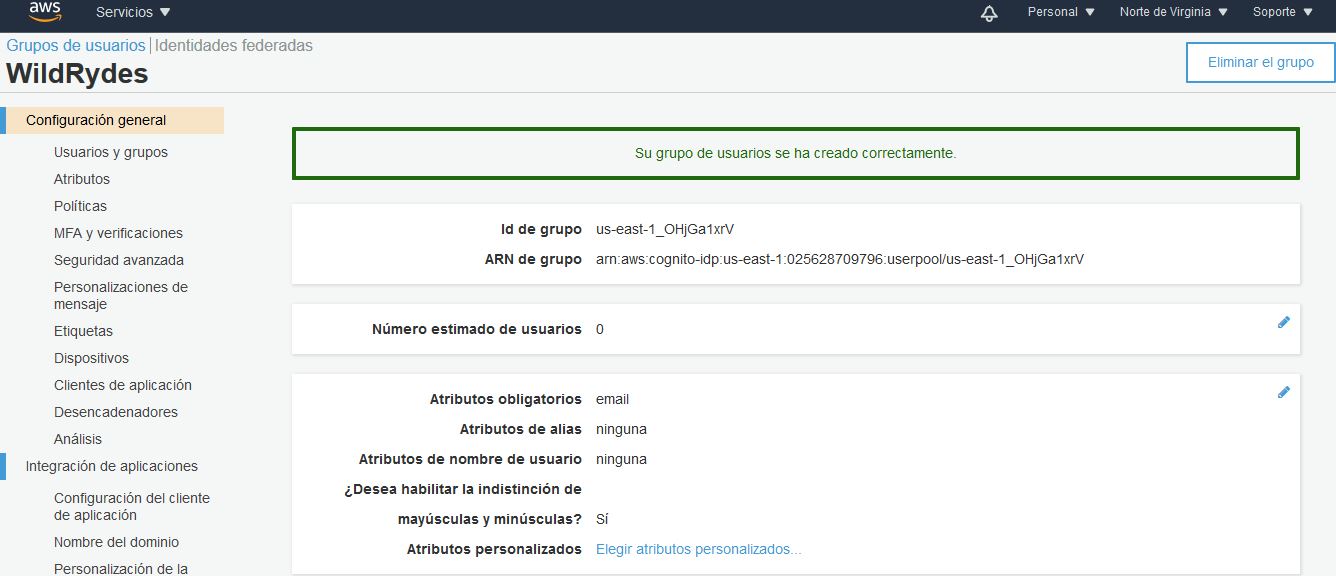 aws
Servicios
Personal
Norte de Virginia
Soporte
Grupos de usuarios | Identidades federadas
WildRydes
Eliminar el grupo
Configuración general
Usuarios y grupos
Atributos
Políticas
MFA y verificaciones
Seguridad avanzada
Personalizaciones de
mensaje
Etiquetas
Dispositivos
Clientes de aplicación
Desencadenadores
Análisis
Integración de aplicaciones
Configuración del cliente
de aplicación
Nombre del dominio
Personalización de la
Su grupo de usuarios se ha creado correctamente.
Id de grupo us-east-1_OHjGa1xrV
ARN de grupo arn:aws:cognito-idp:us-east-1:025628709796:userpool/us-east-1_OHjGa1xrV
Número estimado de usuarios 0
Atributos obligatorios email
Atributos de alias ninguna
Atributos de nombre de usuario ninguna
¿Desea habilitar la indistinción de
mayúsculas y minúsculas? Sí
Atributos personalizados Elegir atributos personalizados...